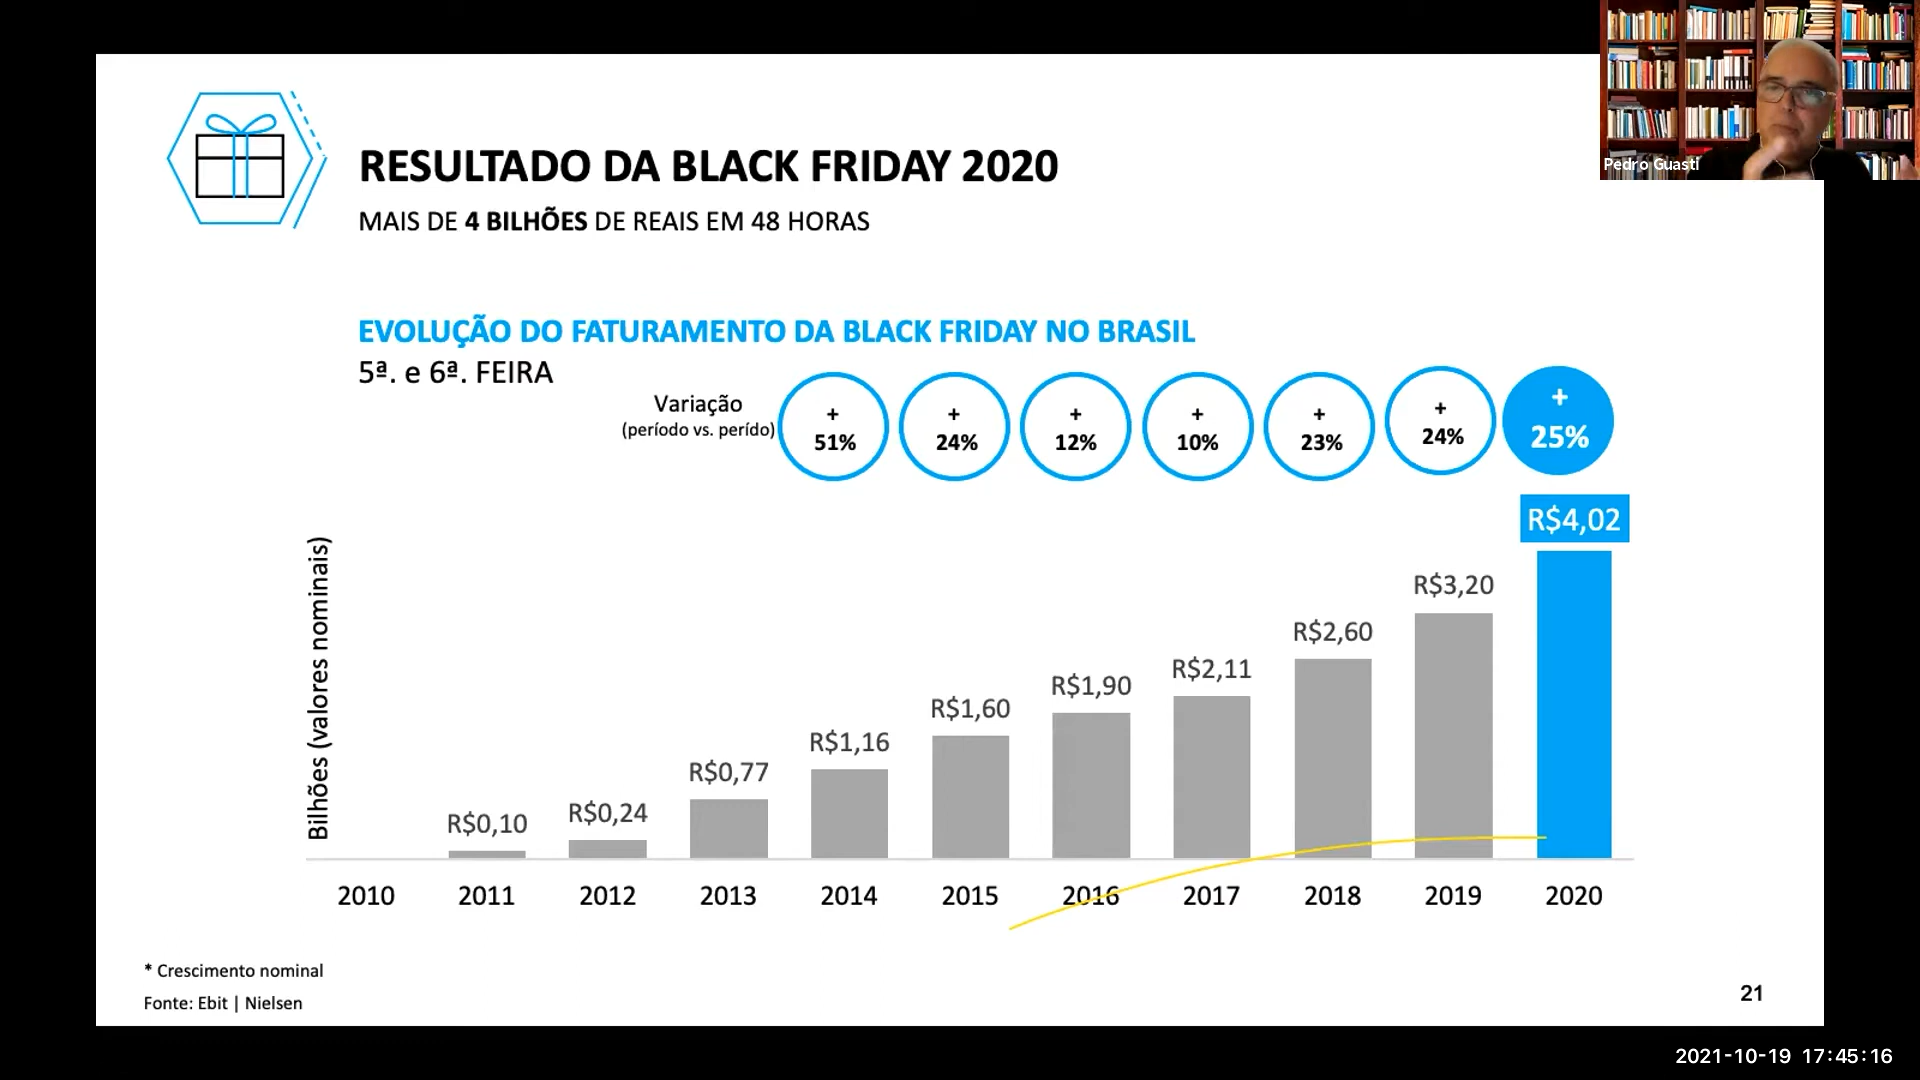 Pedro Guasti
RESULTADO DA BLACK FRIDAY 2020
MAIS DE 4 BILHÕES DE REAIS EM 48 HORAS
EVOLUÇÃO DO FATURAMENTO DA BLACK FRIDAY NO BRASIL
5ª. e 6ª. FEIRA
Variação
(período vs. perído)
+ 51%
+ 24%
+ 12%
+ 10%
+ 23%
+ 24%
+ 25%
Bilhões (valores nominais)
R$0,10
R$0,24
R$0,77
R$1,16
R$1,60
R$1,90
R$2,11
R$2,60
R$3,20
R$4,02
2010 2011 2012 2013 2014 2015 2016 2017 2018 2019 2020
* Crescimento nominal
Fonte: Ebit | Nielsen
21
2021-10-19 17:45:16